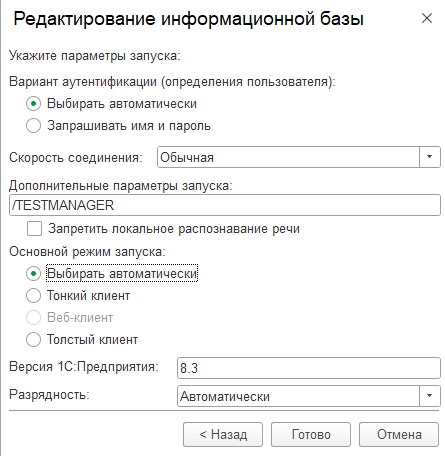 Редактирование информационной базы
Укажите параметры запуска:
Вариант аутентификации (определения пользователя):
Выбирать автоматически
Запрашивать имя и пароль
Скорость соединения: Обычная
Дополнительные параметры запуска:
/TESTMANAGER
Запретить локальное распознавание речи
Основной режим запуска:
Выбирать автоматически
Тонкий клиент
Веб-клиент
Толстый клиент
Версия 1С:Предприятия: 8.3
Разрядность: Автоматически
< Назад Готово Отмена